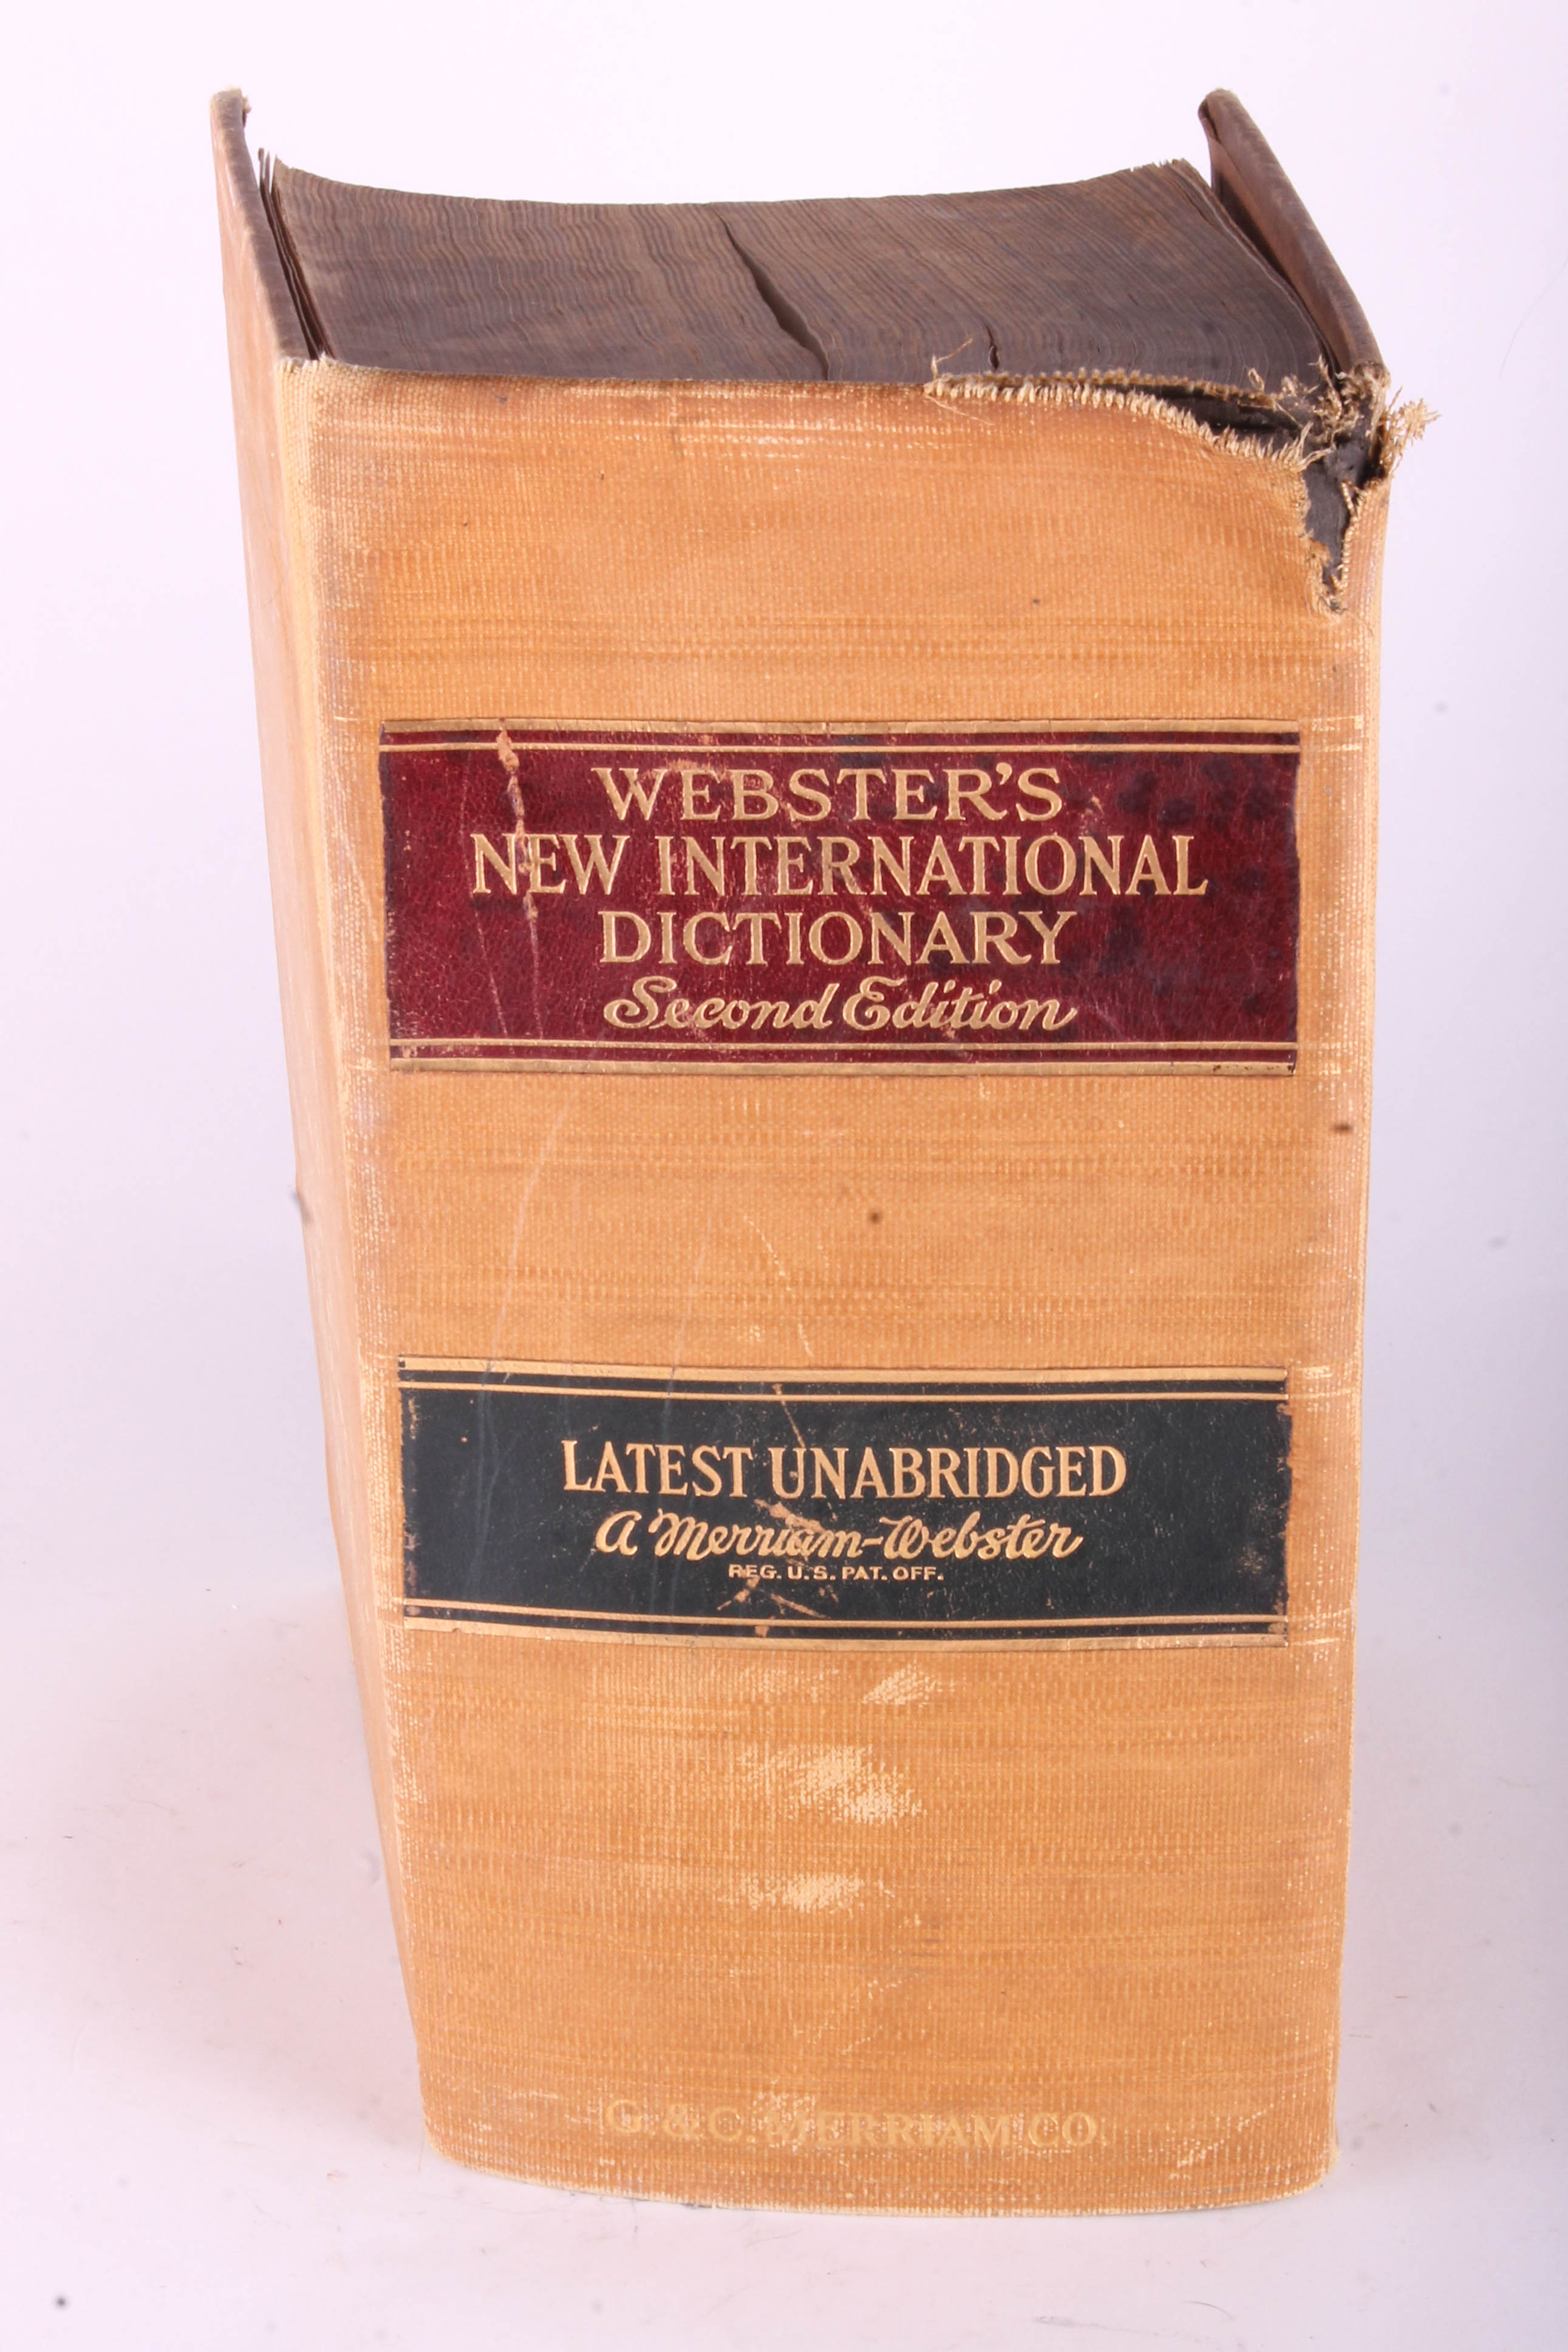 WEBSTER'S
NEW INTERNATIONAL
DICTIONARY
Second Edition
LATEST UNABRIDGED
A Merriam-Webster
REG. U.S. PAT. OFF.
G. & C. MERRIAM CO.